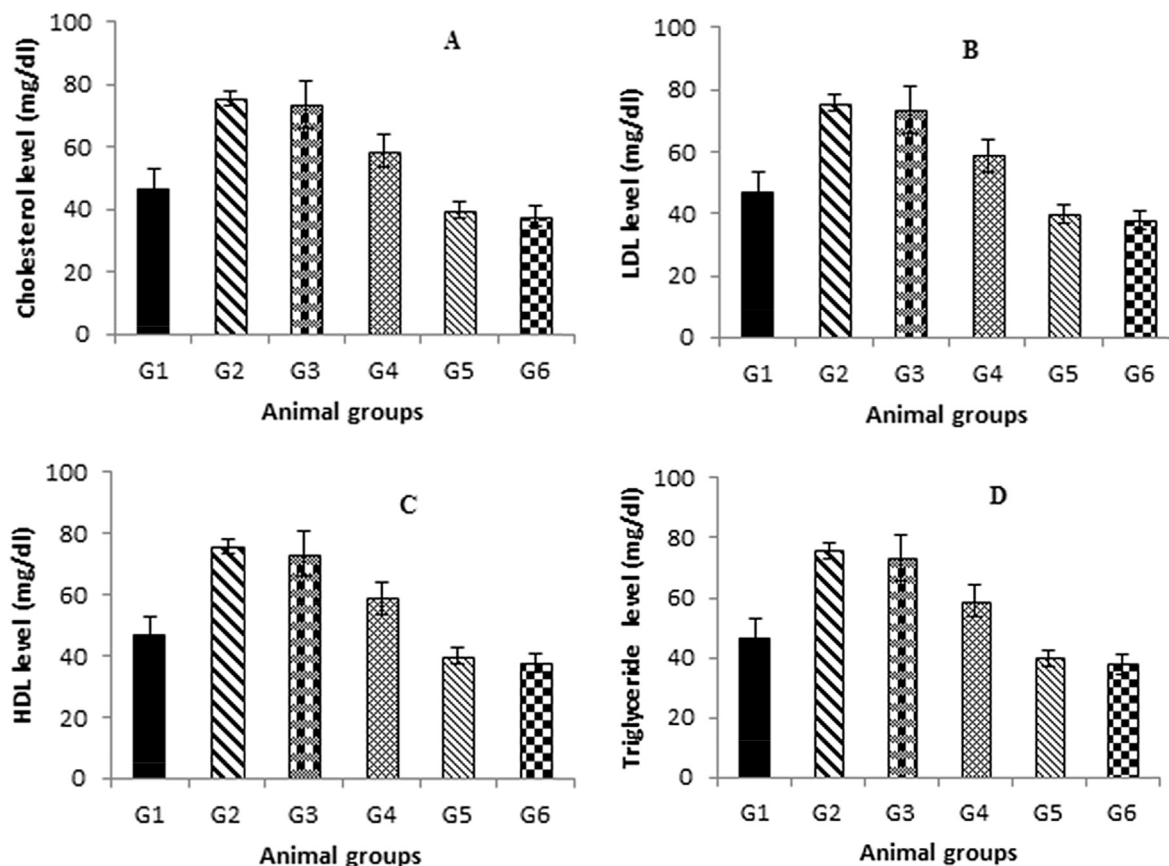 A
Cholesterol level (mg/dl)
100
80
60
40
20
0
G1 G2 G3 G4 G5 G6
Animal groups
B
LDL level (mg/dl)
100
80
60
40
20
0
G1 G2 G3 G4 G5 G6
Animal groups
C
HDL level (mg/dl)
100
80
60
40
20
0
G1 G2 G3 G4 G5 G6
Animal groups
D
Triglyceride level (mg/dl)
100
80
60
40
20
0
G1 G2 G3 G4 G5 G6
Animal groups